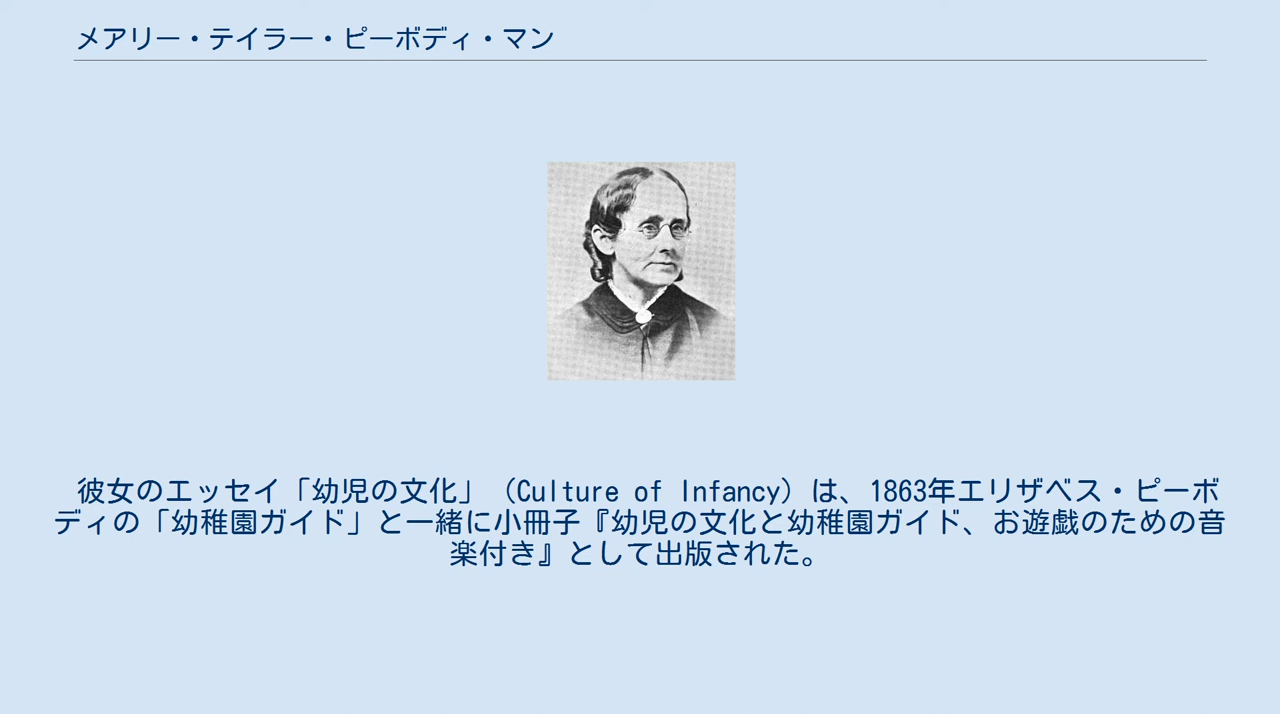 メアリー・テイラー・ピーボディ・マン
彼女のエッセイ「幼児の文化」（Culture of Infancy）は、1863年エリザベス・ピーボ
ディの「幼稚園ガイド」と一緒に小冊子『幼児の文化と幼稚園ガイド、お遊戯のための音
楽付き』として出版された。